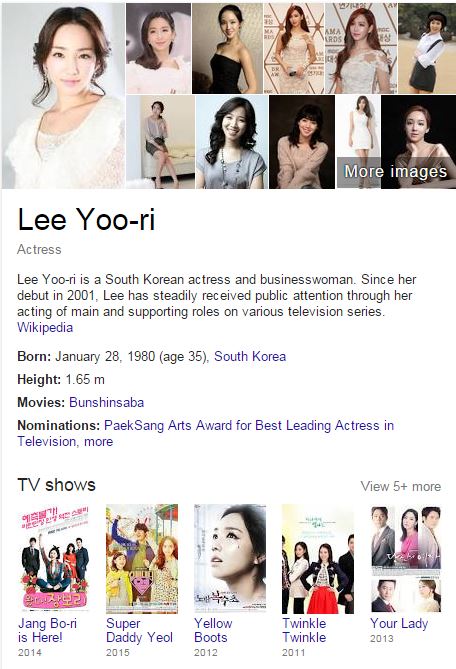 More images
Lee Yoo-ri
Actress
Lee Yoo-ri is a South Korean actress and businesswoman. Since her
debut in 2001, Lee has steadily received public attention through her
acting of main and supporting roles on various television series.
Wikipedia
Born: January 28, 1980 (age 35), South Korea
Height: 1.65 m
Movies: Bunshinsaba
Nominations: PaekSang Arts Award for Best Leading Actress in
Television, more
TV shows
View 5+ more
Jang Bo-ri is Here!
2014
Super Daddy Yeol
2015
Yellow Boots
2012
Twinkle Twinkle
2011
Your Lady
2013